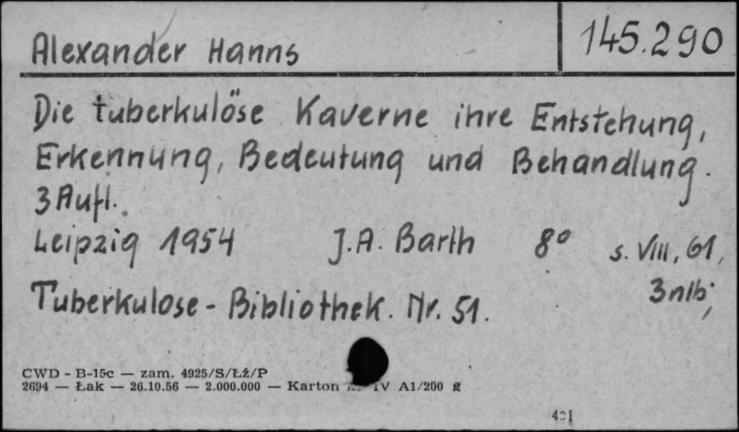 Alexander Hanns 145.290
Die tuberkulöse Kaverne ihre Entstehung,
Erkennung, Bedeutung und Behandlung.
3 Aufl.
Leipzig 1954 J.A. Barth 8° s. VIII, 61,
3 nlb;
Tuberkulose - Bibliothek. Nr. 51.
CWD - B-15c — zam. 4925/S/Łż/P
2694 — Łak — 26.10.56 — 2.000.000 — Karton IV A1/200 g